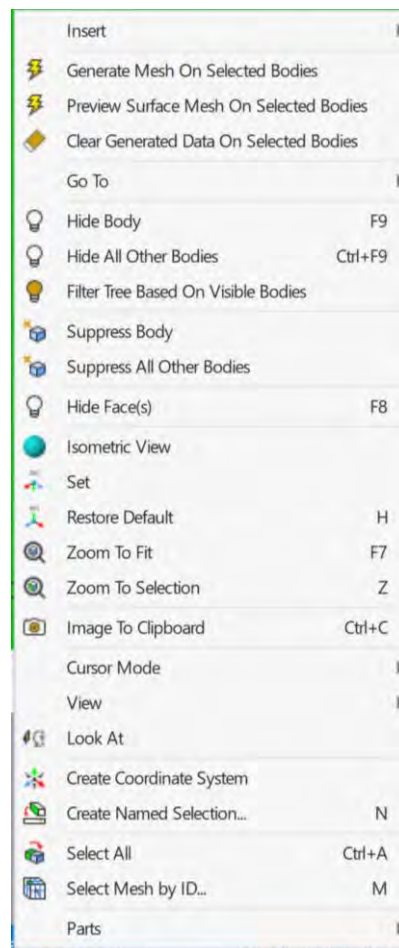 Insert
Generate Mesh On Selected Bodies
Preview Surface Mesh On Selected Bodies
Clear Generated Data On Selected Bodies
Go To
Hide Body F9
Hide All Other Bodies Ctrl+F9
Filter Tree Based On Visible Bodies
Suppress Body
Suppress All Other Bodies
Hide Face(s) F8
Isometric View
Set
Restore Default H
Zoom To Fit F7
Zoom To Selection Z
Image To Clipboard Ctrl+C
Cursor Mode
View
Look At
Create Coordinate System
Create Named Selection... N
Select All Ctrl+A
Select Mesh by ID... M
Parts